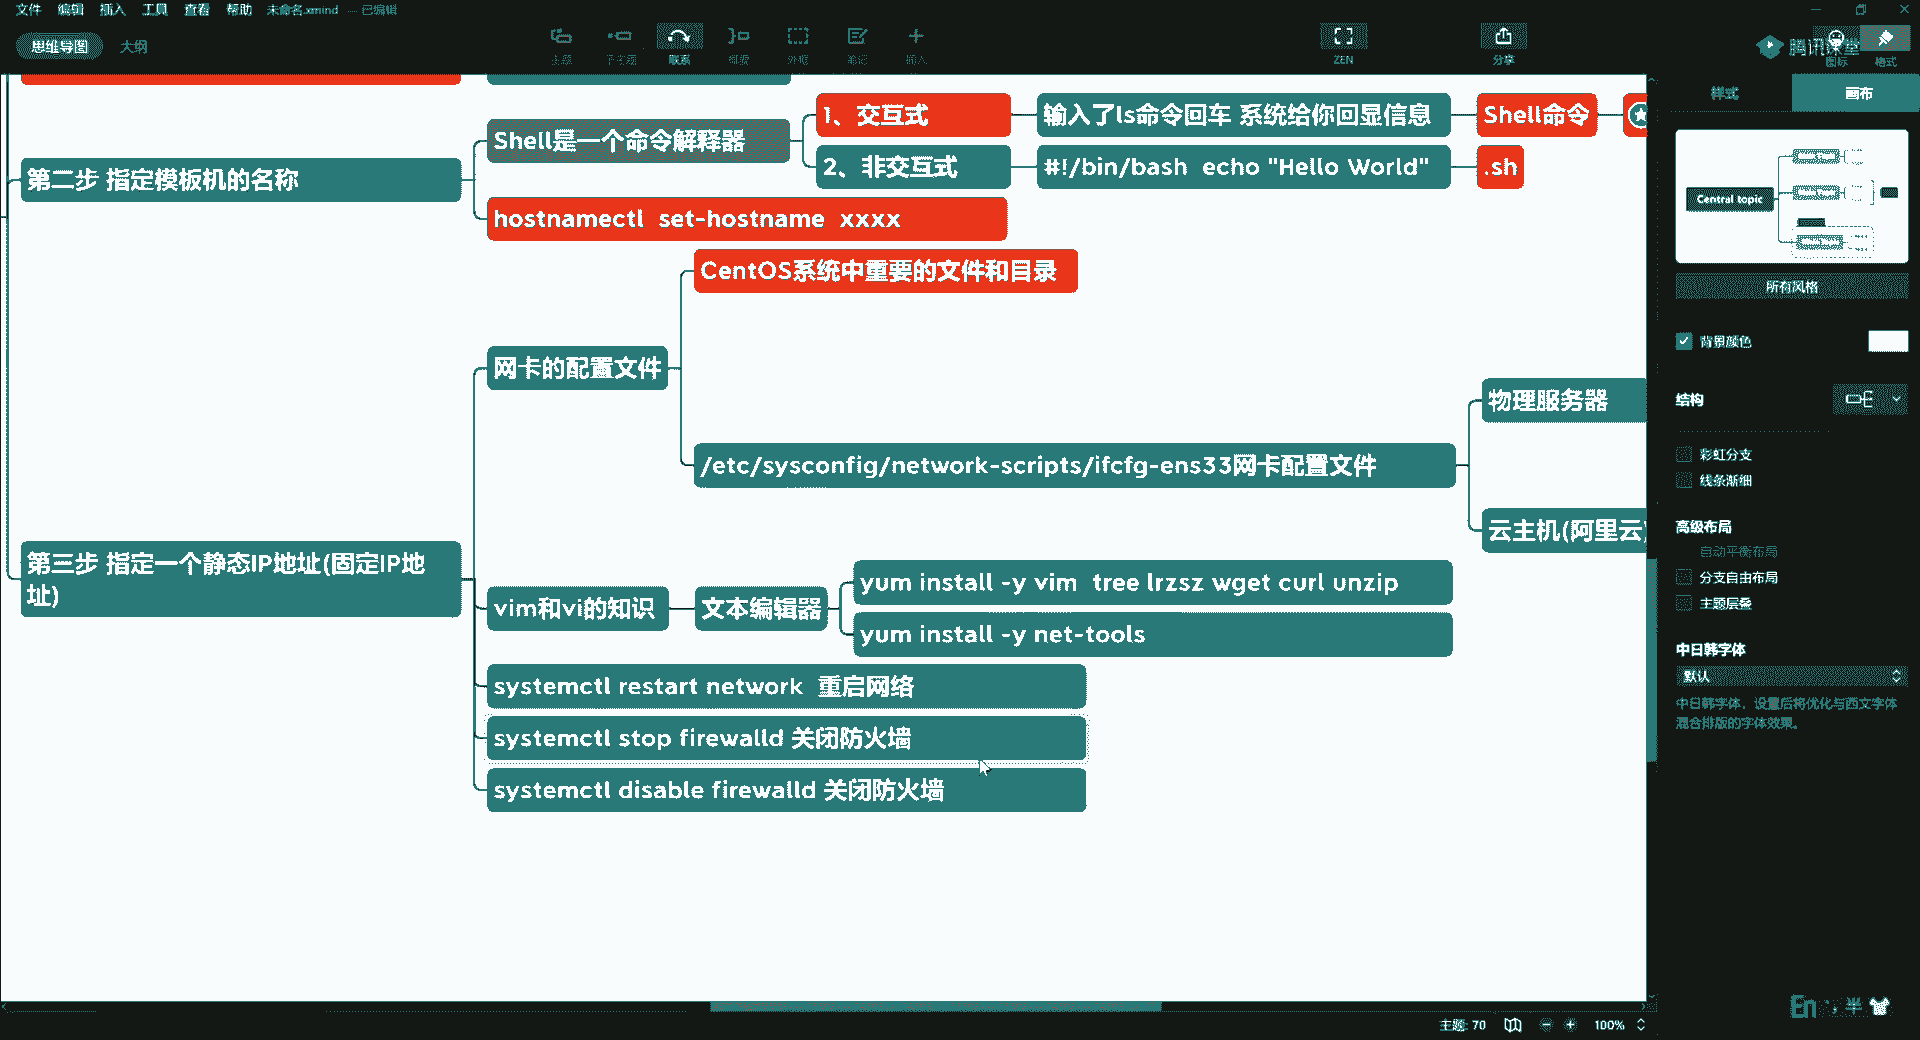 文件 编辑 插入 工具 查看 帮助 未命名.xmind — 已编辑
思维导图 大纲
主题 子主题 联系 概要 外框 笔记 插入 ZEN 分享 图标 格式
腾讯课堂
1、交互式
输入了ls命令回车 系统给你回显信息
Shell命令
Shell是一个命令解释器
2、非交互式
#!/bin/bash  echo "Hello World"
.sh
第二步 指定模板机的名称
hostnamectl  set-hostname  xxxx
CentOS系统中重要的文件和目录
网卡的配置文件
物理服务器
/etc/sysconfig/network-scripts/ifcfg-ens33网卡配置文件
云主机(阿里云)
第三步 指定一个静态IP地址(固定IP地
址)
yum install -y vim  tree lrzsz wget curl unzip
vim和vi的知识
文本编辑器
yum install -y net-tools
systemctl restart network  重启网络
systemctl stop firewalld 关闭防火墙
systemctl disable firewalld 关闭防火墙
样式 画布
Central topic
所有风格
背景颜色
结构
彩虹分支
线条渐细
高级布局
自动平衡布局
分支自由布局
主题层叠
中日韩字体
默认
中日韩字体，设置后将优化与西文字体
混合排版的字体效果。
En 半
主题: 70 100%